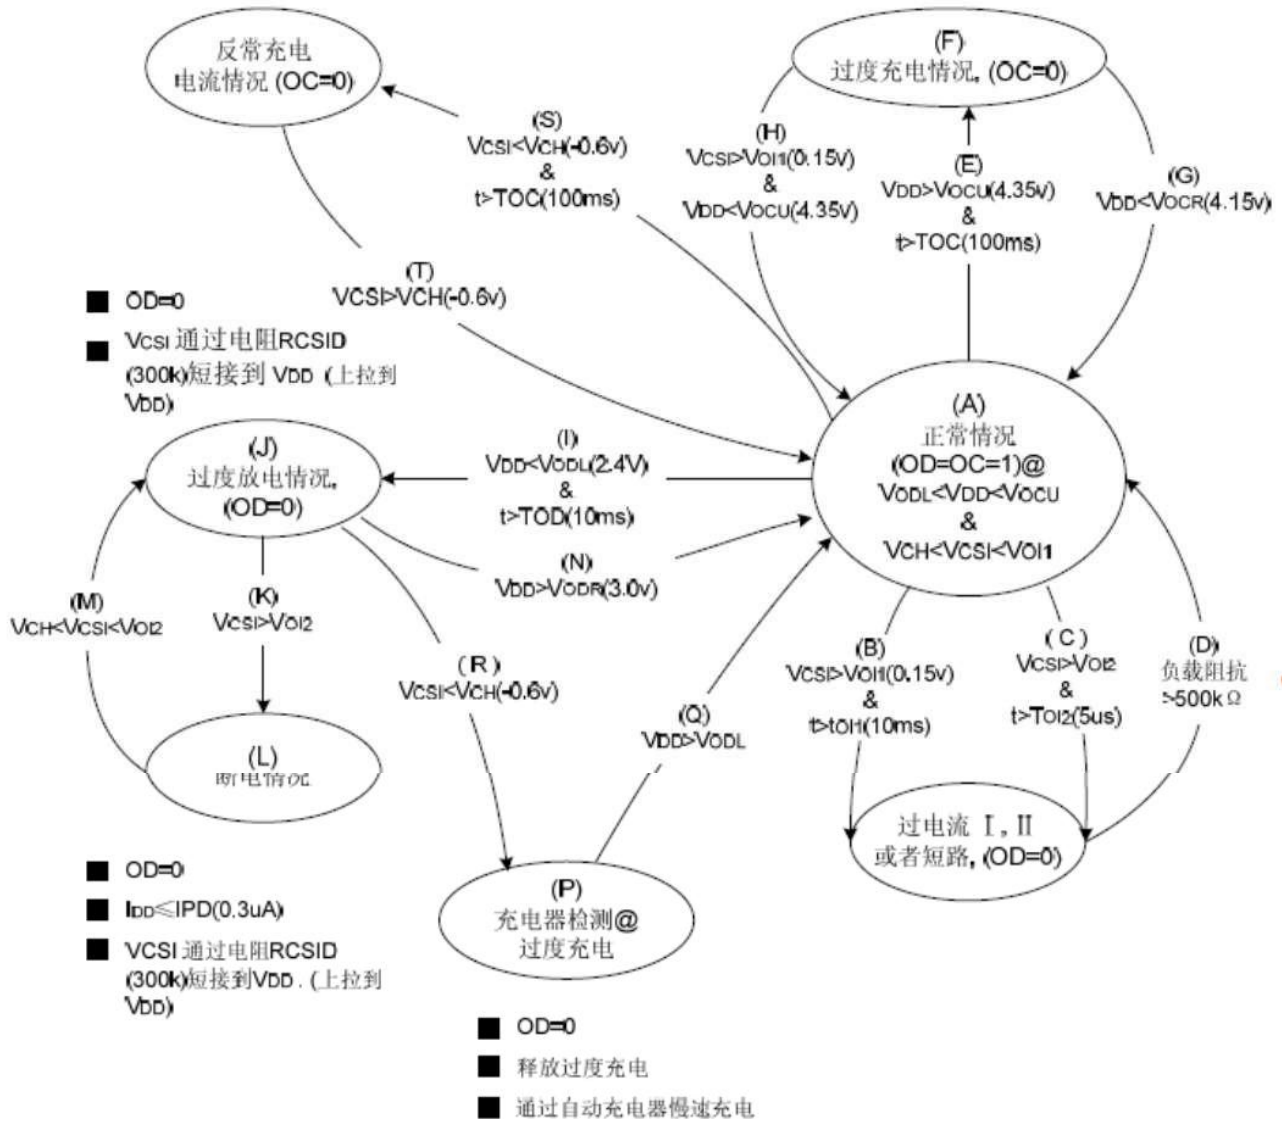 反常充电
电流情况 (OC=0)
(F)
过度充电情况, (OC=0)
(S)
VCSI<VCH(-0.6v)
&
t>TOC(100ms)
(H)
VCSI>VOI1(0.15v)
&
VDD<VOCU(4.35v)
(E)
VDD>VOCU(4.35v)
&
t>TOC(100ms)
(G)
VDD<VOCR(4.15v)
(T)
VCSI>VCH(-0.6v)
■ OD=0
■ VCSI 通过电阻RCSID
(300k)短接到 VDD (上拉到
VDD)
(A)
正常情况
(OD=OC=1)@
VODL<VDD<VOCU
&
VCH<VCSI<VOI1
(J)
过度放电情况,
(OD=0)
(I)
VDD<VODL(2.4V)
&
t>TOD(10ms)
(N)
VDD>VODR(3.0v)
(M)
VCH<VCSI<VOI2
(K)
VCSI>VOI2
(R)
VCSI<VCH(-0.6v)
(Q)
VDD>VODL
(B)
VCSI>VOI1(0.15v)
&
t>tOI1(10ms)
( C )
VCSI>VOI2
&
t>TOI2(5us)
(D)
负载阻抗
>500k Ω
(L)
断电情况
过电流 Ⅰ, Ⅱ
或者短路, (OD=0)
■ OD=0
■ IDD≤IPD(0.3uA)
■ VCSI 通过电阻RCSID
(300k)短接到VDD . (上拉到
VDD)
(P)
充电器检测@
过度充电
■ OD=0
■ 释放过度充电
■ 通过自动充电器慢速充电